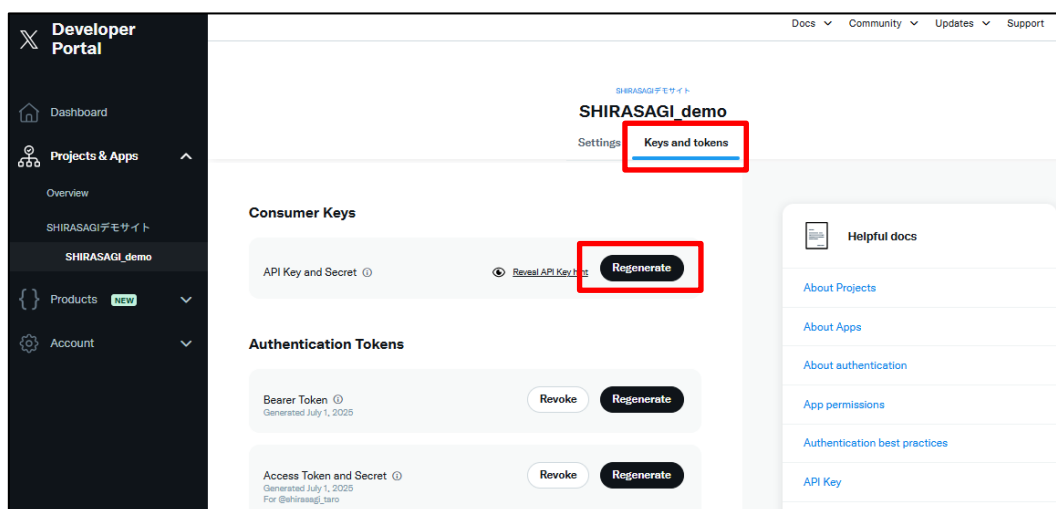 Developer
Portal
Docs
Community
Updates
Support
Dashboard
Projects & Apps
Overview
SHIRASAGIデモサイト
SHIRASAGI_demo
Products NEW
Account
SHIRASAGIデモサイト
SHIRASAGI_demo
Settings
Keys and tokens
Consumer Keys
API Key and Secret
Reveal API Key hint
Regenerate
Authentication Tokens
Bearer Token
Generated July 1, 2025
Revoke
Regenerate
Access Token and Secret
Generated July 1, 2025
For @shirasagi_taro
Revoke
Regenerate
Helpful docs
About Projects
About Apps
About authentication
App permissions
Authentication best practices
API Key